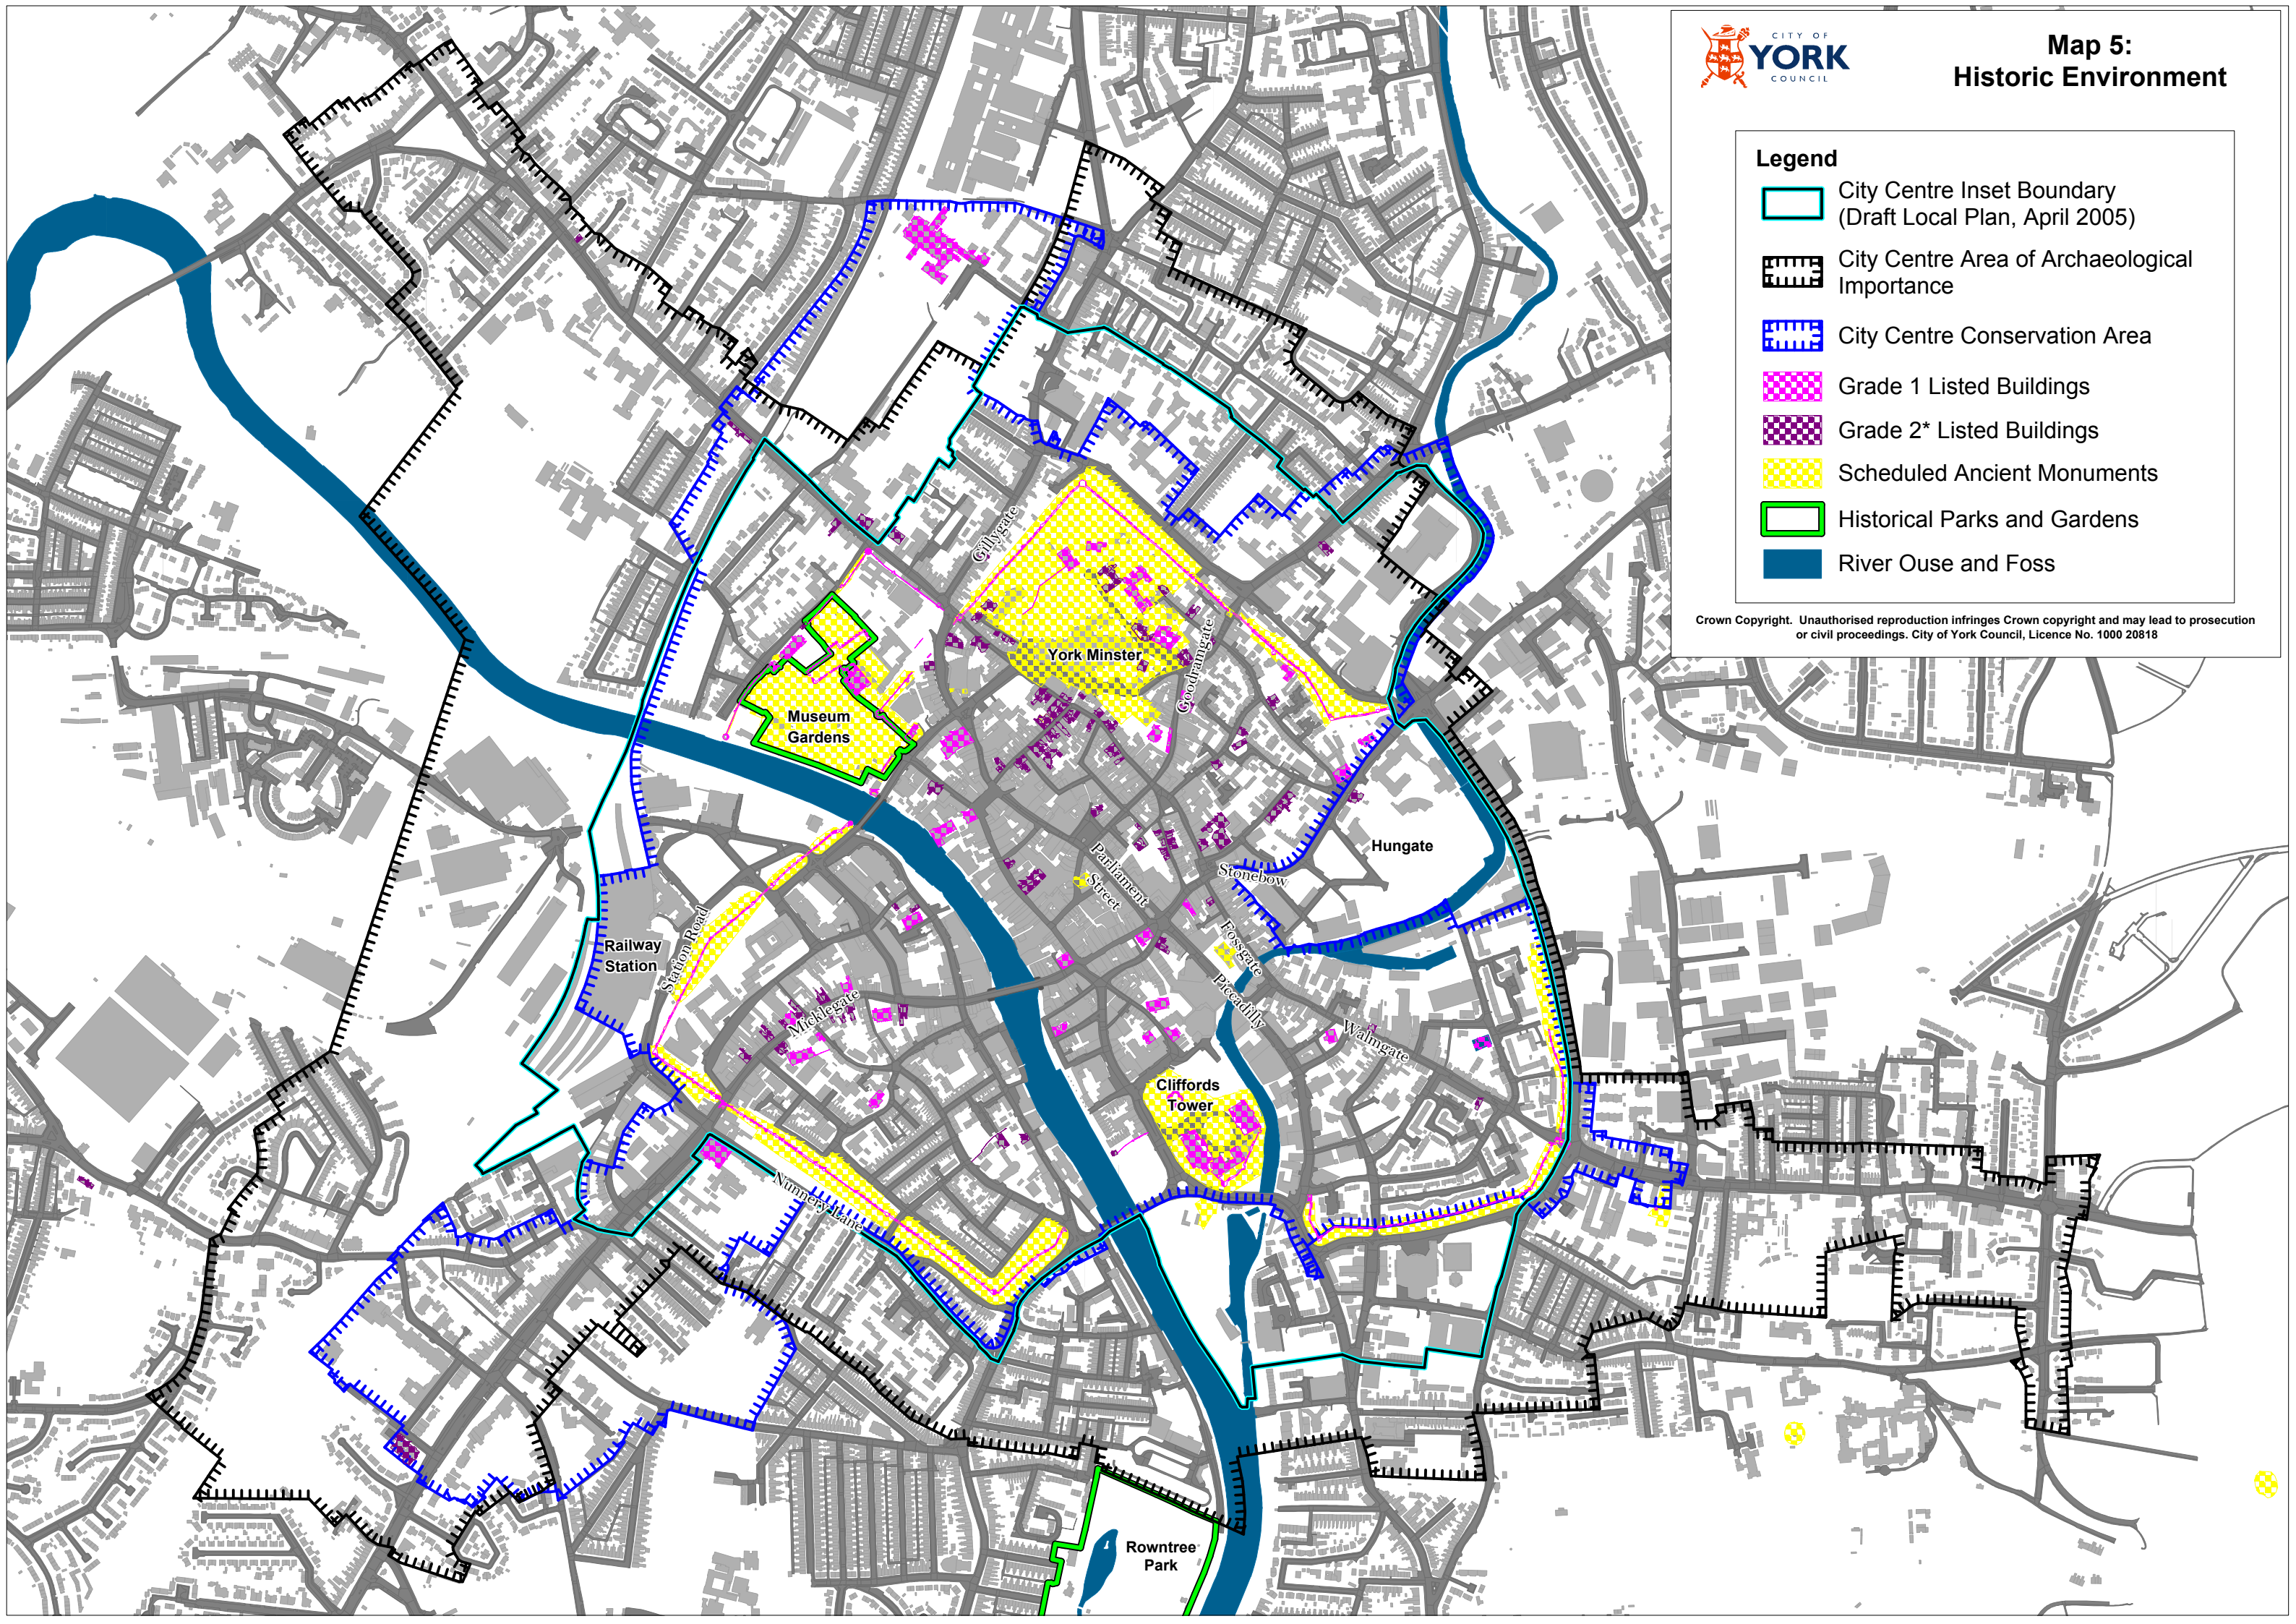 CITY OF
YORK
COUNCIL
Map 5:
Historic Environment
Legend
City Centre Inset Boundary
(Draft Local Plan, April 2005)
City Centre Area of Archaeological
Importance
City Centre Conservation Area
Grade 1 Listed Buildings
Grade 2* Listed Buildings
Scheduled Ancient Monuments
Historical Parks and Gardens
River Ouse and Foss
Crown Copyright. Unauthorised reproduction infringes Crown copyright and may lead to prosecution
or civil proceedings. City of York Council, Licence No. 1000 20818
Gillygate
York Minster
Goodramgate
Museum
Gardens
Hungate
Parliament
Street
Stonebow
Fossgate
Railway
Station
Station Road
Micklegate
Piccadilly
Walmgate
Cliffords
Tower
Nunnery Lane
Rowntree
Park